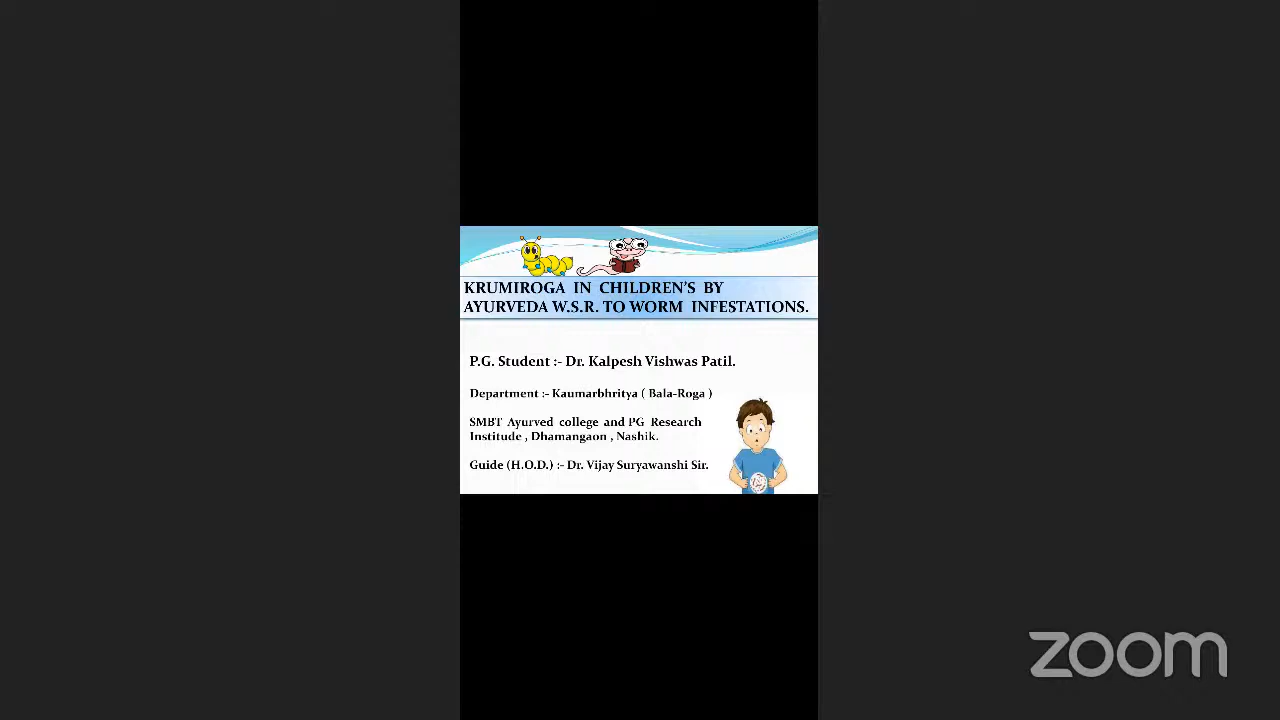 KRUMIROGA IN CHILDREN'S BY
AYURVEDA W.S.R. TO WORM INFESTATIONS.
P.G. Student :- Dr. Kalpesh Vishwas Patil.
Department :- Kaumarbhritya ( Bala-Roga )
SMBT Ayurved college and PG Research
Institude , Dhamangaon , Nashik.
Guide (H.O.D.) :- Dr. Vijay Suryawanshi Sir.
zoom